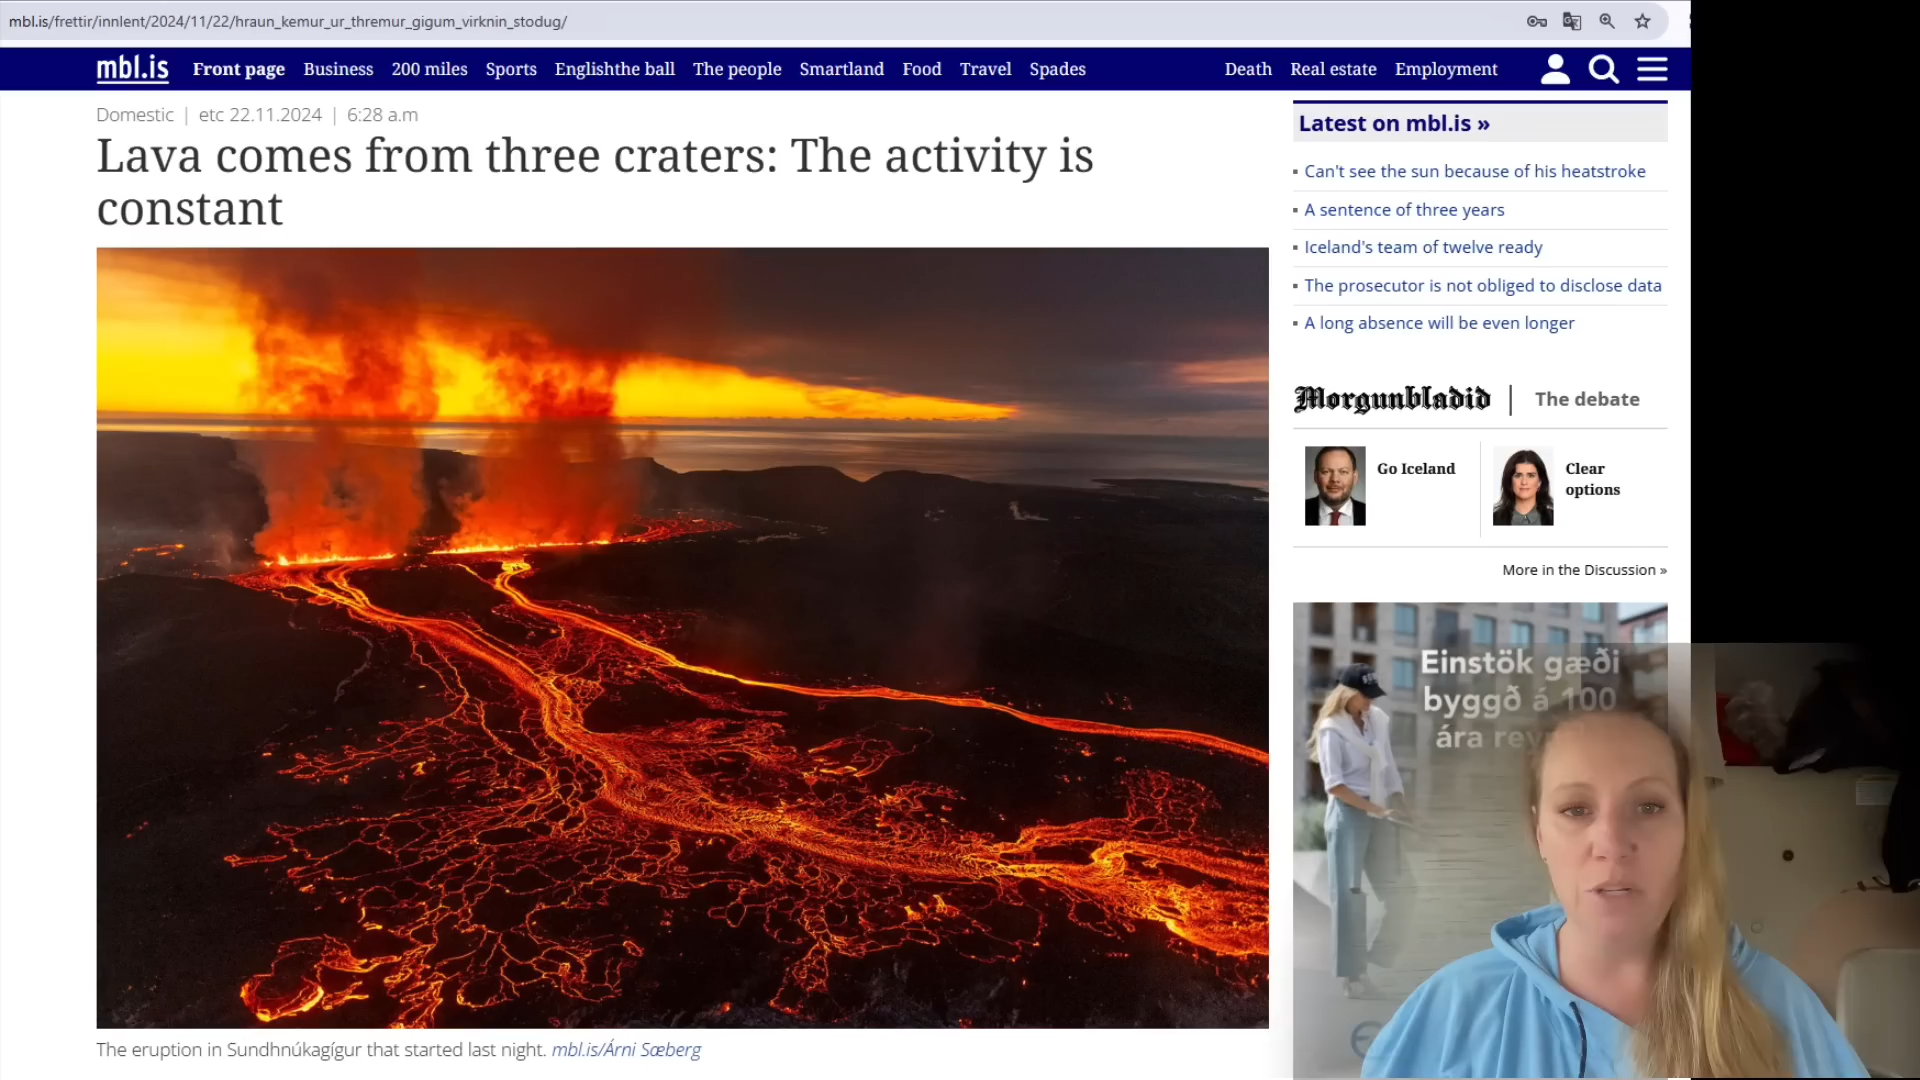 mbl.is/frettir/innlent/2024/11/22/hraun_kemur_ur_thremur_gigum_virknin_stodug/
mbl.is Front page Business 200 miles Sports Englishthe ball The people Smartland Food Travel Spades Death Real estate Employment
Domestic | etc 22.11.2024 | 6:28 a.m
Lava comes from three craters: The activity is
constant
The eruption in Sundhnúkagígur that started last night. mbl.is/Árni Sæberg
Latest on mbl.is »
Can't see the sun because of his heatstroke
A sentence of three years
Iceland's team of twelve ready
The prosecutor is not obliged to disclose data
A long absence will be even longer
Morgunbladid | The debate
Go Iceland
Clear
options
More in the Discussion »
Einstök gæði
byggð á 100
ára